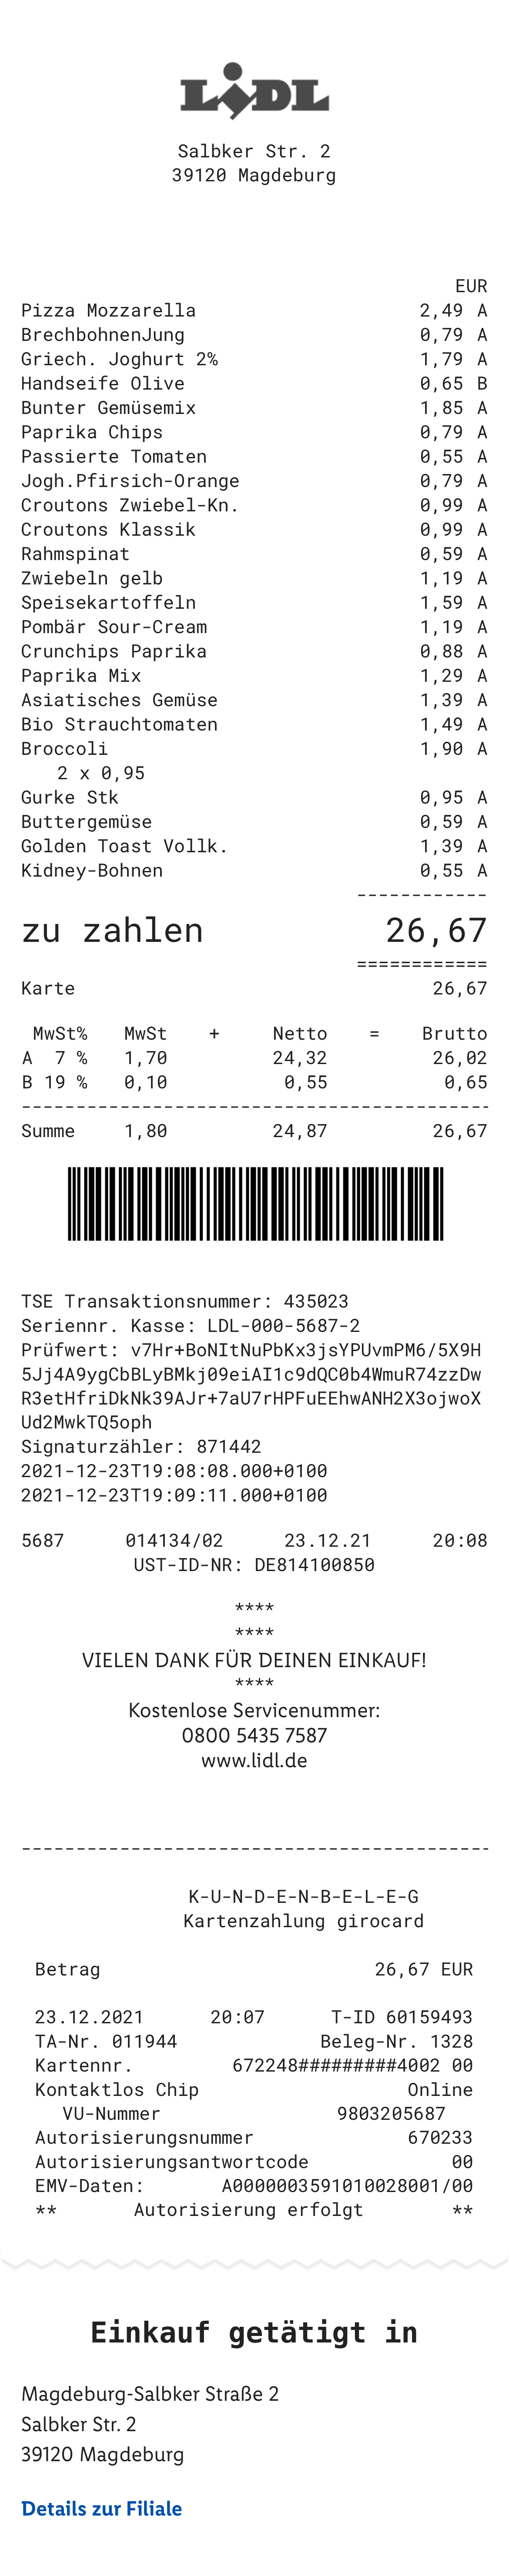 LIDL
Salbker Str. 2
39120 Magdeburg
EUR
Pizza Mozzarella 2,49 A
BrechbohnenJung 0,79 A
Griech. Joghurt 2% 1,79 A
Handseife Olive 0,65 B
Bunter Gemüsemix 1,85 A
Paprika Chips 0,79 A
Passierte Tomaten 0,55 A
Jogh.Pfirsich-Orange 0,79 A
Croutons Zwiebel-Kn. 0,99 A
Croutons Klassik 0,99 A
Rahmspinat 0,59 A
Zwiebeln gelb 1,19 A
Speisekartoffeln 1,59 A
Pombär Sour-Cream 1,19 A
Crunchips Paprika 0,88 A
Paprika Mix 1,29 A
Asiatisches Gemüse 1,39 A
Bio Strauchtomaten 1,49 A
Broccoli 1,90 A
2 x 0,95
Gurke Stk 0,95 A
Buttergemüse 0,59 A
Golden Toast Vollk. 1,39 A
Kidney-Bohnen 0,55 A
------------
zu zahlen 26,67
============
Karte 26,67
MwSt% MwSt + Netto = Brutto
A 7 % 1,70 24,32 26,02
B 19 % 0,10 0,55 0,65
-------------------------------------------
Summe 1,80 24,87 26,67
TSE Transaktionsnummer: 435023
Seriennr. Kasse: LDL-000-5687-2
Prüfwert: v7Hr+BoNItNuPbKx3jsYPUvmPM6/5X9H
5Jj4A9ygCbBLyBMkj09eiAI1c9dQC0b4WmuR74zzDw
R3etHfriDkNk39AJr+7aU7rHPFuEEhwANH2X3ojwoX
Ud2MwkTQ5oph
Signaturzähler: 871442
2021-12-23T19:08:08.000+0100
2021-12-23T19:09:11.000+0100
5687 014134/02 23.12.21 20:08
UST-ID-NR: DE814100850
****
****
VIELEN DANK FÜR DEINEN EINKAUF!
****
Kostenlose Servicenummer:
0800 5435 7587
www.lidl.de
-------------------------------------------
K-U-N-D-E-N-B-E-L-E-G
Kartenzahlung girocard
Betrag 26,67 EUR
23.12.2021 20:07 T-ID 60159493
TA-Nr. 011944 Beleg-Nr. 1328
Kartennr. 672248#########4002 00
Kontaktlos Chip Online
VU-Nummer 9803205687
Autorisierungsnummer 670233
Autorisierungsantwortcode 00
EMV-Daten: A0000003591010028001/00
** Autorisierung erfolgt **
Einkauf getätigt in
Magdeburg-Salbker Straße 2
Salbker Str. 2
39120 Magdeburg
Details zur Filiale